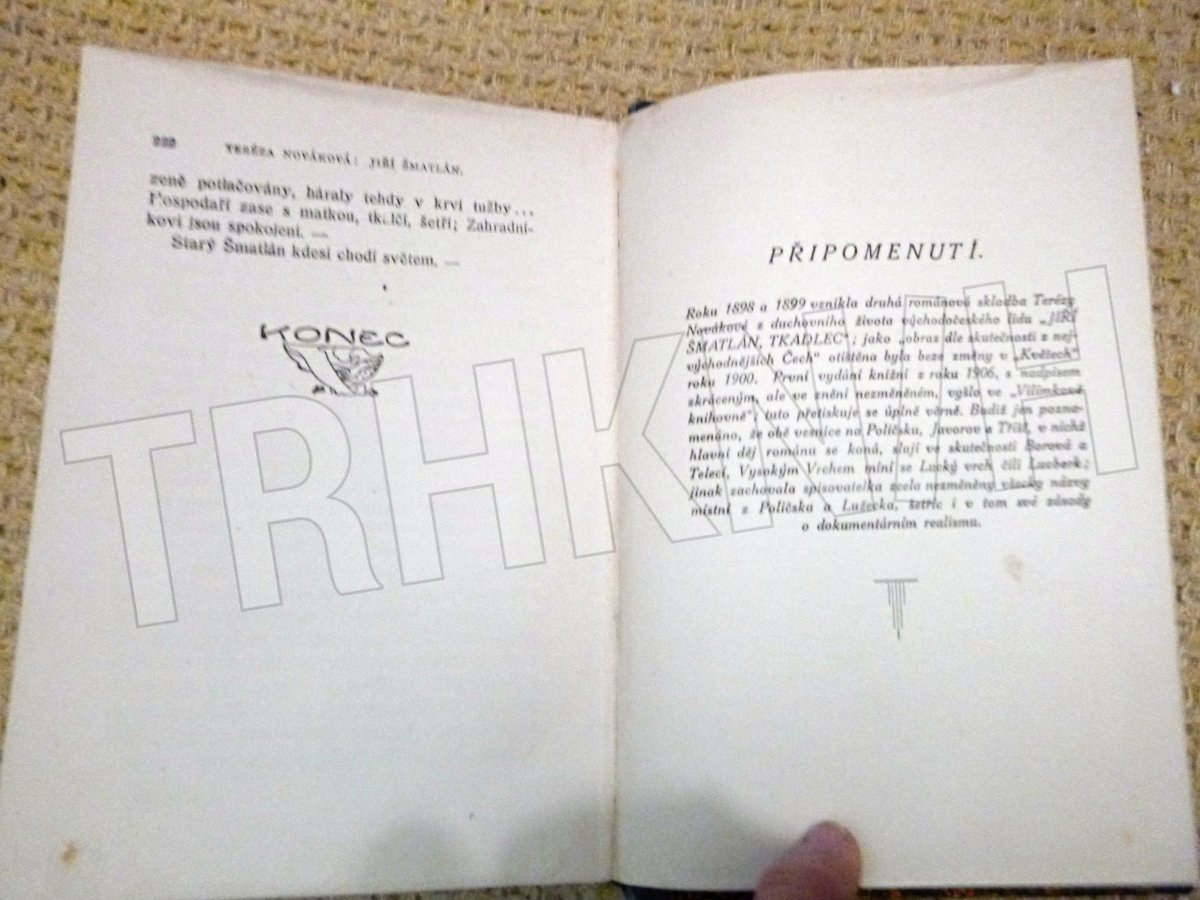 TERÉZA NOVÁKOVÁ: JIŘÍ ŠMATLÁN.
zeně potlačovány, háraly tehdy v krvi tužby...
Hospodaří zase s matkou, tkalčí, šetří; Zahradní-
kovi jsou spokojeni. —
Starý Šmatlán kdesi chodí světem. —
KONEC
PŘIPOMENUTÍ.
Roku 1898 a 1899 vznikla druhá románová skladba Terézy
Novákové z duchovního života východočeského lidu „JIŘÍ
ŠMATLÁN, TKADLEC“; jako „obraz dle skutečnosti z nej-
východnějších Čech“ otištěna byla beze změny v „Květech“
roku 1900. První vydání knižní z roku 1906, s nadpisem
zkráceným, ale ve znění nezměněném, vyšlo ve „Vilímkově
knihovně“; tuto přetiskuje se úplně věrně. Budiž jen pozna-
menáno, že obě vesnice na Poličsku, Javorov a Tříšť, v nichž
hlavní děj románu se koná, slují ve skutečnosti Borová a
Telecí, Vysokým Vrchem míní se Lucký vrch čili Lucberk;
jinak zachovala spisovatelka zcela nezměněny všecky názvy
místní z Poličska a Lužecka, šetříc i v tom své zásady
o dokumentárním realismu.